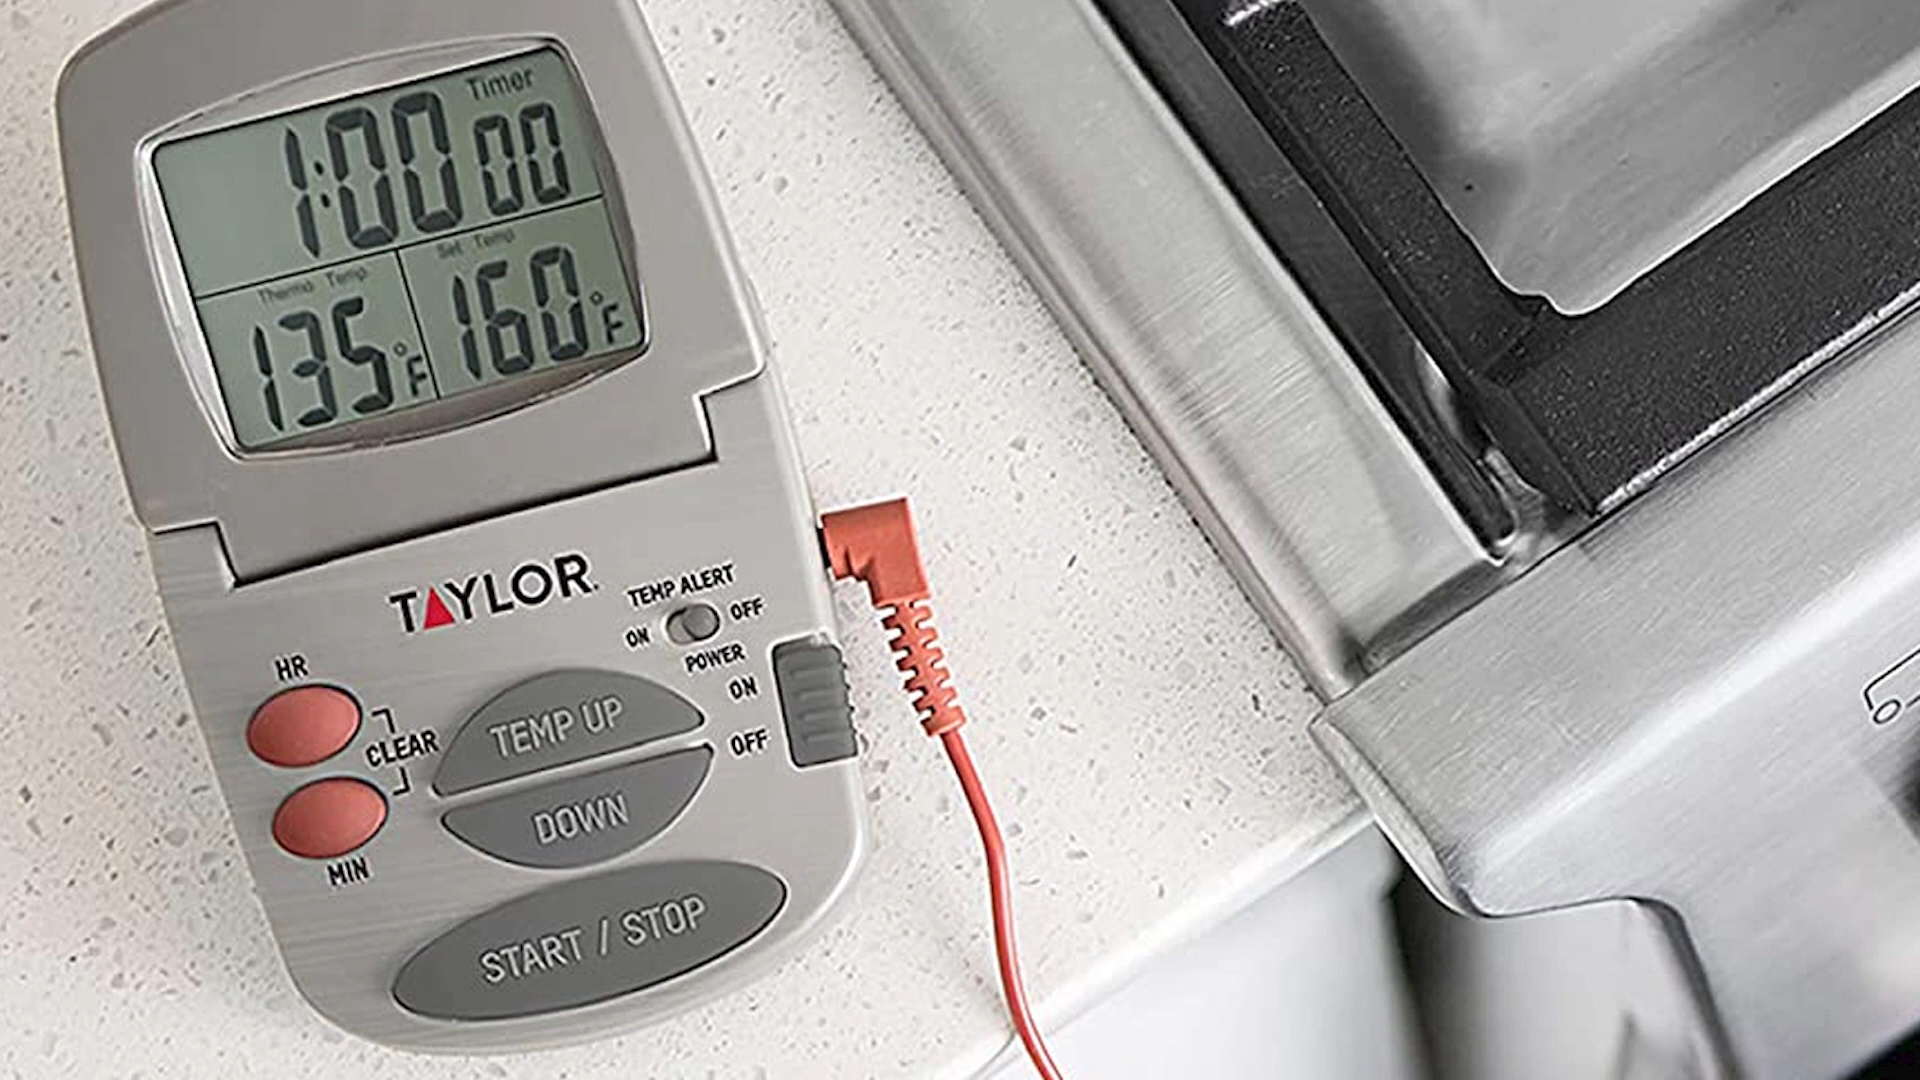 Timer
1:00 00
Thermo Temp
Set Temp
135°F
160°F
TAYLOR
TEMP ALERT
ON
OFF
POWER
ON
OFF
HR
CLEAR
MIN
TEMP UP
DOWN
START / STOP